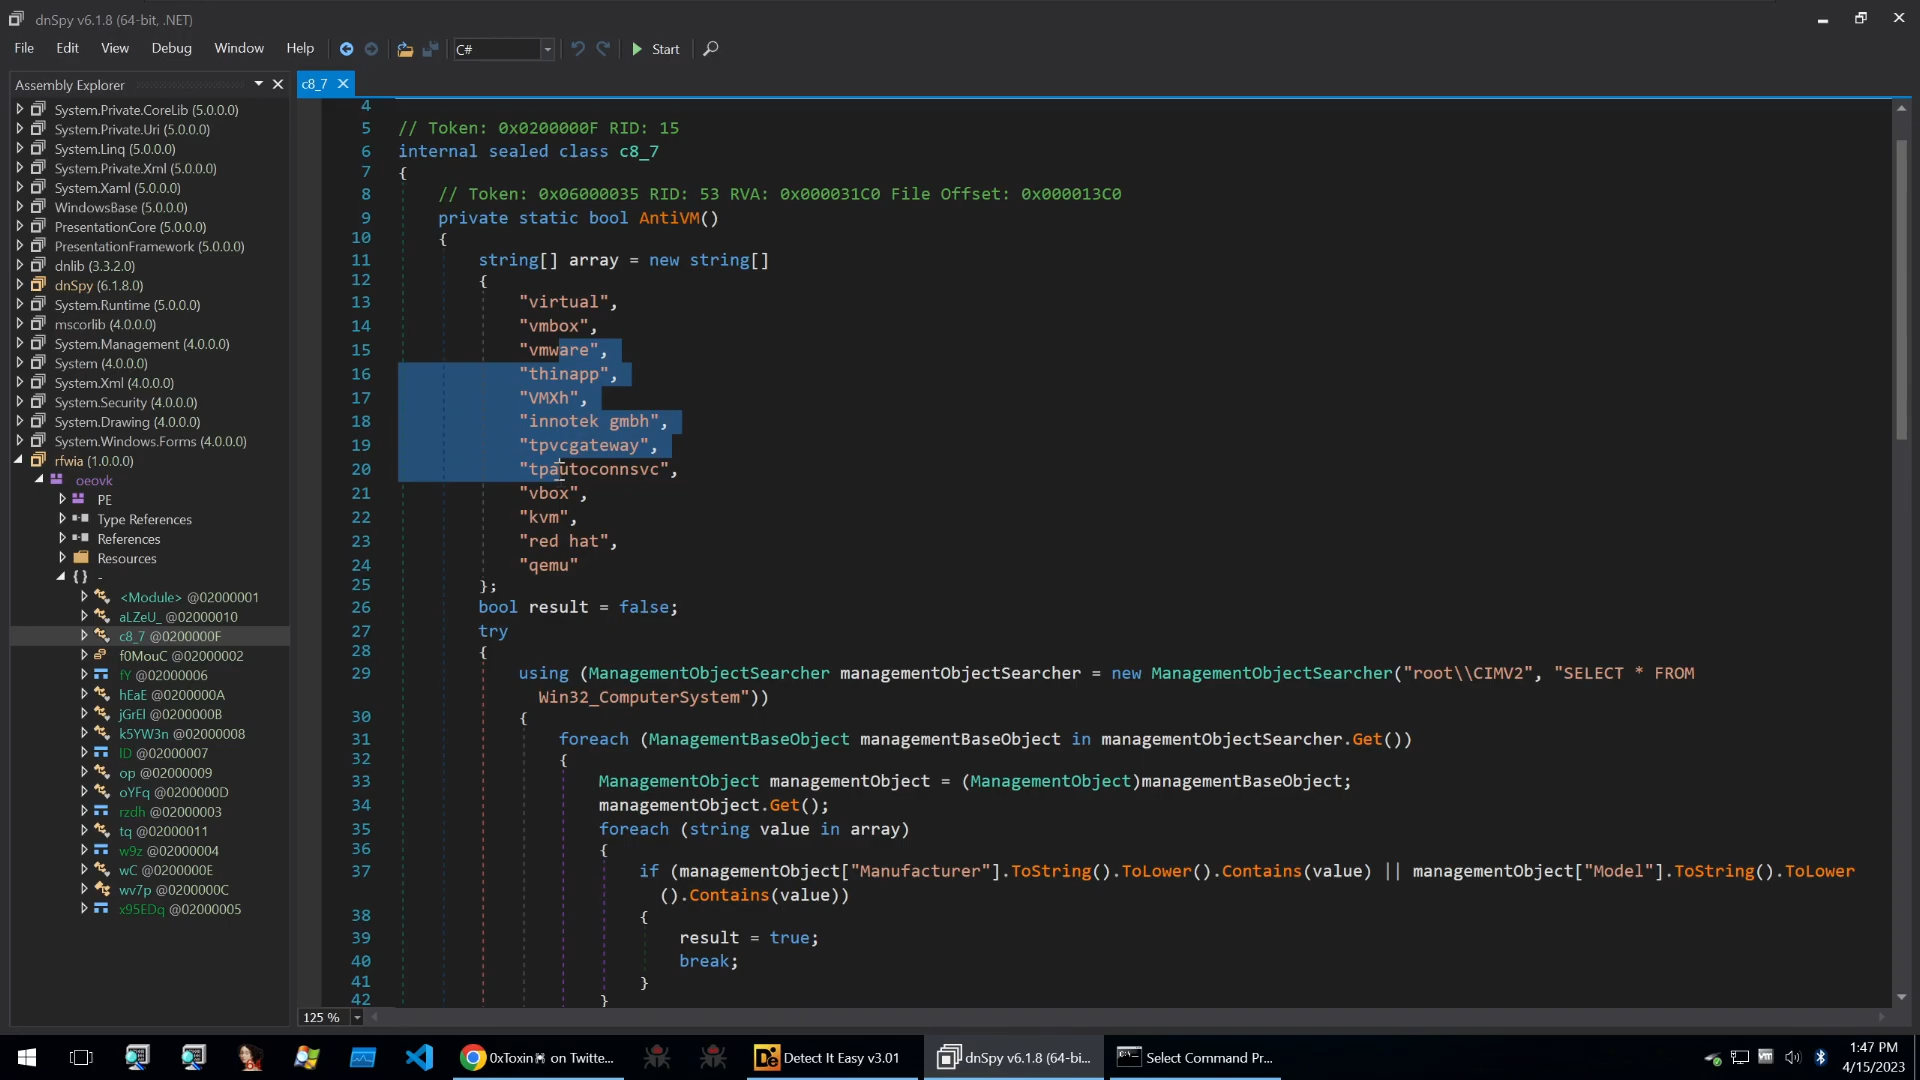 dnSpy v6.1.8 (64-bit, .NET)
File Edit View Debug Window Help C# Start
Assembly Explorer
c8_7
System.Private.CoreLib (5.0.0.0)
System.Private.Uri (5.0.0.0)
System.Linq (5.0.0.0)
System.Private.Xml (5.0.0.0)
System.Xaml (5.0.0.0)
WindowsBase (5.0.0.0)
PresentationCore (5.0.0.0)
PresentationFramework (5.0.0.0)
dnlib (3.3.2.0)
dnSpy (6.1.8.0)
System.Runtime (5.0.0.0)
mscorlib (4.0.0.0)
System.Management (4.0.0.0)
System (4.0.0.0)
System.Xml (4.0.0.0)
System.Security (4.0.0.0)
System.Drawing (4.0.0.0)
System.Windows.Forms (4.0.0.0)
rfwia (1.0.0.0)
oeovk
PE
Type References
References
Resources
{ } -
<Module> @02000001
aLZeU_ @02000010
c8_7 @0200000F
f0MouC @02000002
fY @02000006
hEaE @0200000A
jGrEl @0200000B
k5YW3n @02000008
lD @02000007
op @02000009
oYFq @0200000D
rzdh @02000003
tq @02000011
w9z @02000004
wC @0200000E
wv7p @0200000C
x95EDq @02000005
4
5 // Token: 0x0200000F RID: 15
6 internal sealed class c8_7
7 {
8 // Token: 0x06000035 RID: 53 RVA: 0x000031C0 File Offset: 0x000013C0
9 private static bool AntiVM()
10 {
11 string[] array = new string[]
12 {
13 "virtual",
14 "vmbox",
15 "vmware",
16 "thinapp",
17 "VMXh",
18 "innotek gmbh",
19 "tpvcgateway",
20 "tpautoconnsvc",
21 "vbox",
22 "kvm",
23 "red hat",
24 "qemu"
25 };
26 bool result = false;
27 try
28 {
29 using (ManagementObjectSearcher managementObjectSearcher = new ManagementObjectSearcher("root\\CIMV2", "SELECT * FROM
Win32_ComputerSystem"))
30 {
31 foreach (ManagementBaseObject managementBaseObject in managementObjectSearcher.Get())
32 {
33 ManagementObject managementObject = (ManagementObject)managementBaseObject;
34 managementObject.Get();
35 foreach (string value in array)
36 {
37 if (managementObject["Manufacturer"].ToString().ToLower().Contains(value) || managementObject["Model"].ToString().ToLower
().Contains(value))
38 {
39 result = true;
40 break;
41 }
42 }
125 %
0xToxin on Twitte... Detect It Easy v3.01 dnSpy v6.1.8 (64-bi... Select Command Pr...
1:47 PM
4/15/2023